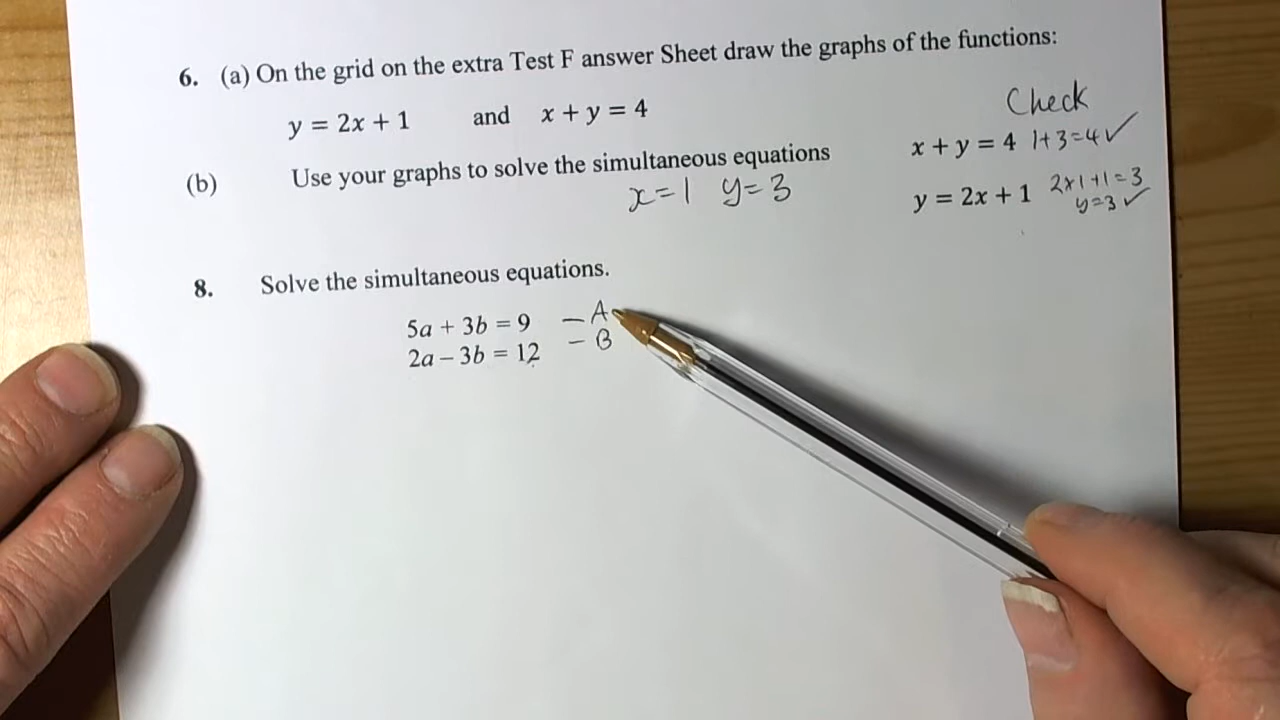 6. (a) On the grid on the extra Test F answer Sheet draw the graphs of the functions:
y = 2x + 1 and x + y = 4
Check
x + y = 4 1+3=4 ✓
(b) Use your graphs to solve the simultaneous equations
x=1 y=3
y = 2x + 1 2x1+1=3
y=3 ✓
8. Solve the simultaneous equations.
5a + 3b = 9 – A
2a – 3b = 12 – B